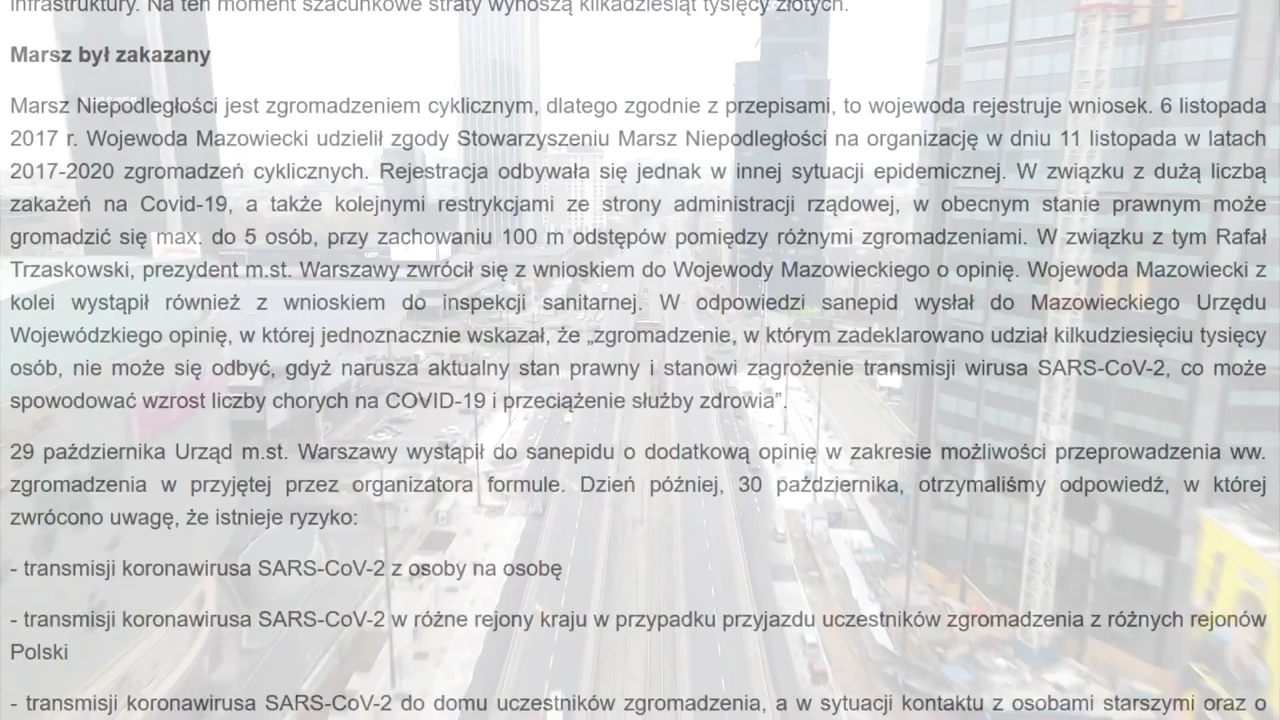 infrastruktury. Na ten moment szacunkowe straty wynoszą kilkadziesiąt tysięcy złotych.
Marsz był zakazany
Marsz Niepodległości jest zgromadzeniem cyklicznym, dlatego zgodnie z przepisami, to wojewoda rejestruje wniosek. 6 listopada
2017 r. Wojewoda Mazowiecki udzielił zgody Stowarzyszeniu Marsz Niepodległości na organizację w dniu 11 listopada w latach
2017-2020 zgromadzeń cyklicznych. Rejestracja odbywała się jednak w innej sytuacji epidemicznej. W związku z dużą liczbą
zakażeń na Covid-19, a także kolejnymi restrykcjami ze strony administracji rządowej, w obecnym stanie prawnym może
gromadzić się max. do 5 osób, przy zachowaniu 100 m odstępów pomiędzy różnymi zgromadzeniami. W związku z tym Rafał
Trzaskowski, prezydent m.st. Warszawy zwrócił się z wnioskiem do Wojewody Mazowieckiego o opinię. Wojewoda Mazowiecki z
kolei wystąpił również z wnioskiem do inspekcji sanitarnej. W odpowiedzi sanepid wysłał do Mazowieckiego Urzędu
Wojewódzkiego opinię, w której jednoznacznie wskazał, że „zgromadzenie, w którym zadeklarowano udział kilkudziesięciu tysięcy
osób, nie może się odbyć, gdyż narusza aktualny stan prawny i stanowi zagrożenie transmisji wirusa SARS-CoV-2, co może
spowodować wzrost liczby chorych na COVID-19 i przeciążenie służby zdrowia”.
29 października Urząd m.st. Warszawy wystąpił do sanepidu o dodatkową opinię w zakresie możliwości przeprowadzenia ww.
zgromadzenia w przyjętej przez organizatora formule. Dzień później, 30 października, otrzymaliśmy odpowiedź, w której
zwrócono uwagę, że istnieje ryzyko:
- transmisji koronawirusa SARS-CoV-2 z osoby na osobę
- transmisji koronawirusa SARS-CoV-2 w różne rejony kraju w przypadku przyjazdu uczestników zgromadzenia z różnych rejonów
Polski
- transmisji koronawirusa SARS-CoV-2 do domu uczestników zgromadzenia, a w sytuacji kontaktu z osobami starszymi oraz o